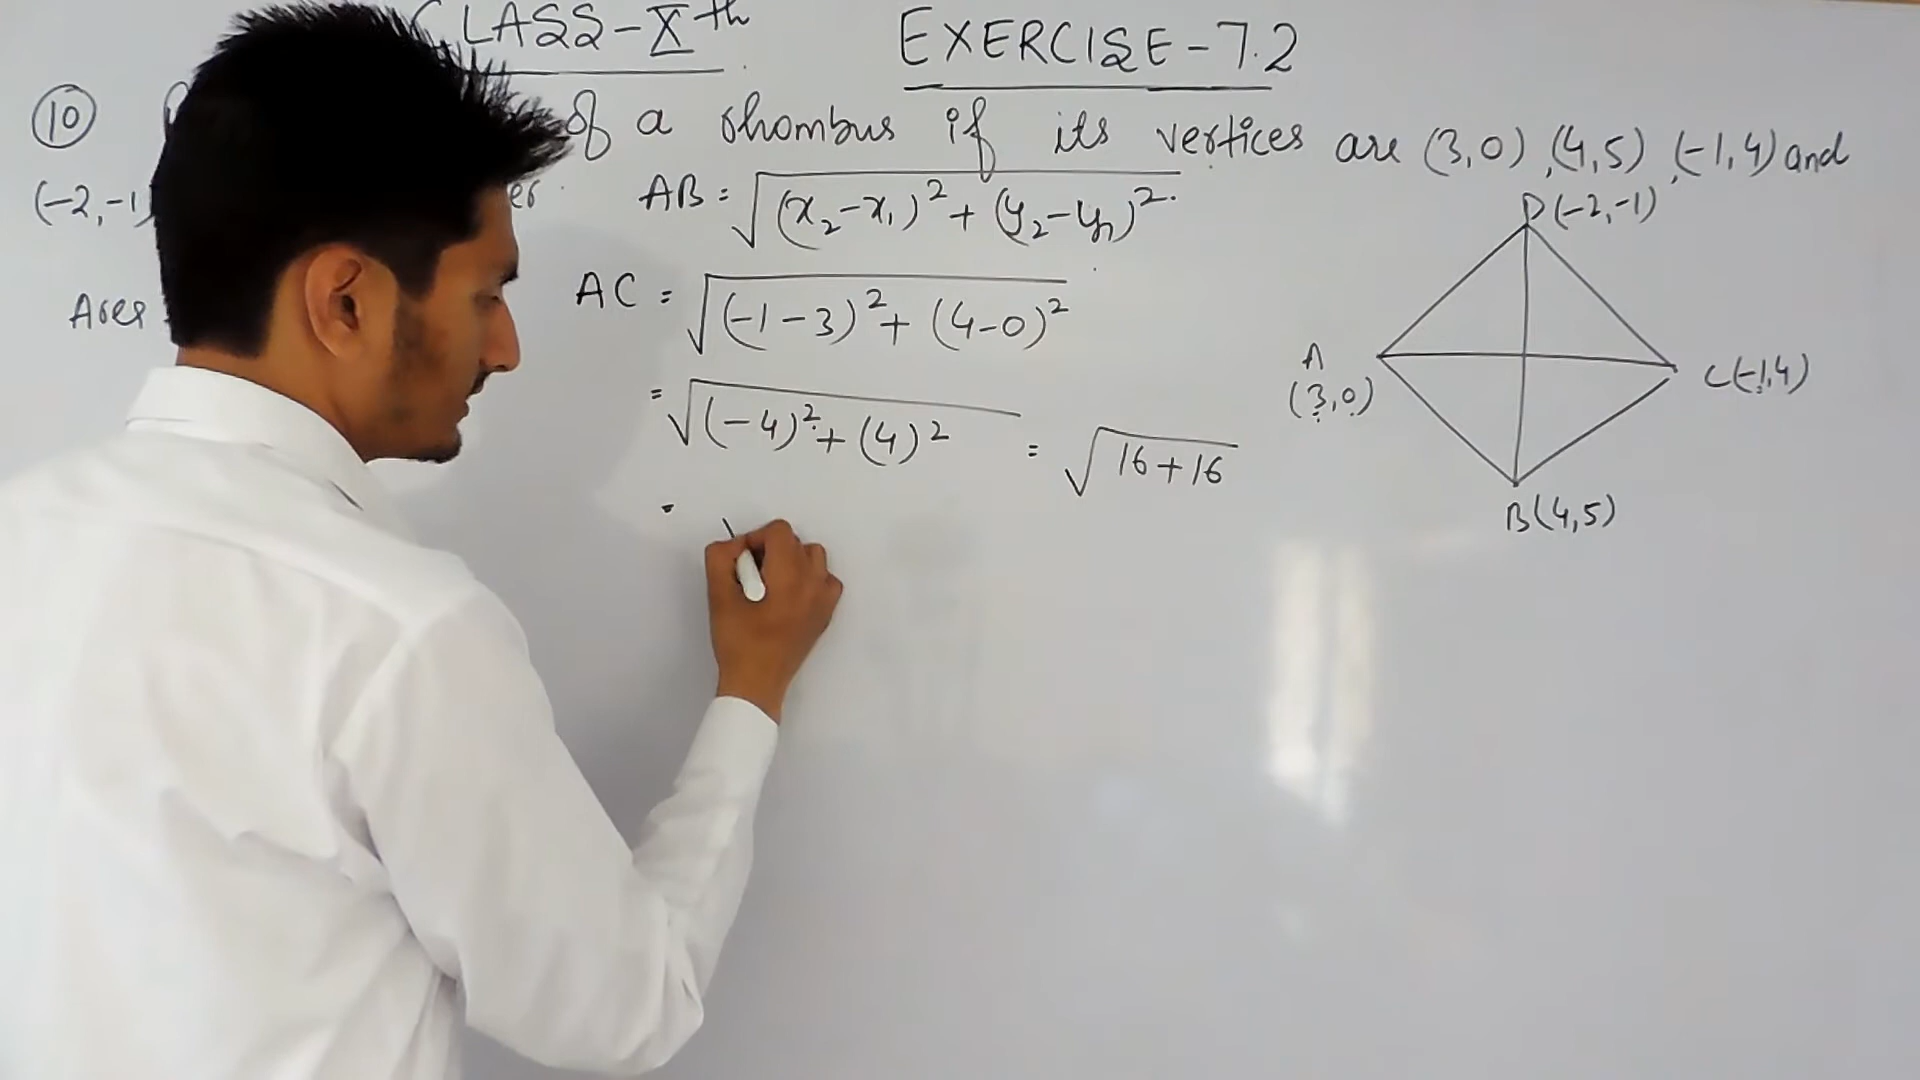 CLASS-Xth EXERCISE-7.2
(10) of a rhombus if its vertices are (3,0), (4,5), (-1,4) and
(-2,-1)
AB = √(x₂-x₁)² + (y₂-y₁)²
D(-2,-1)
AC = √(-1-3)² + (4-0)²
= √(-4)² + (4)² = √16+16
=
A
(3,0)
C(-1,4)
B(4,5)